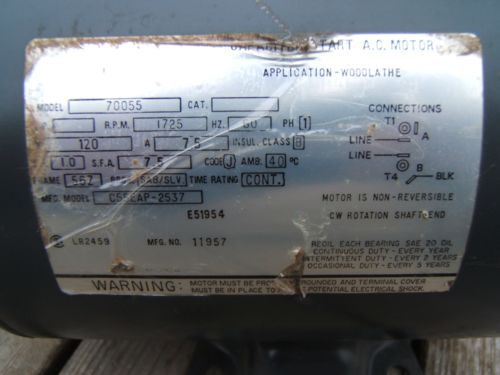 START A.C. MOTOR
APPLICATION-WOODLATHE
MODEL 70055 CAT.
R.P.M. 1725 HZ. 60 PH 1
120 A 7.5 INSUL. CLASS B
1.0 S.F.A. 7.5 CODE J AMB. 40 °C
FRAME 56Z SAB/SLV TIME RATING CONT.
MFG. MODEL C55EAP-2537
E51954
LR2459 MFG. NO. 11957
CONNECTIONS
T1
LINE A
LINE
B
T4 BLK
MOTOR IS NON-REVERSIBLE
CW ROTATION SHAFT END
REOIL EACH BEARING SAE 20 OIL
CONTINUOUS DUTY - EVERY YEAR
INTERMITTENT DUTY - EVERY 2 YEARS
OCCASIONAL DUTY - EVERY 5 YEARS
WARNING: MOTOR MUST BE GROUNDED AND TERMINAL COVER
MUST BE IN PLACE TO POTENTIAL ELECTRICAL SHOCK.